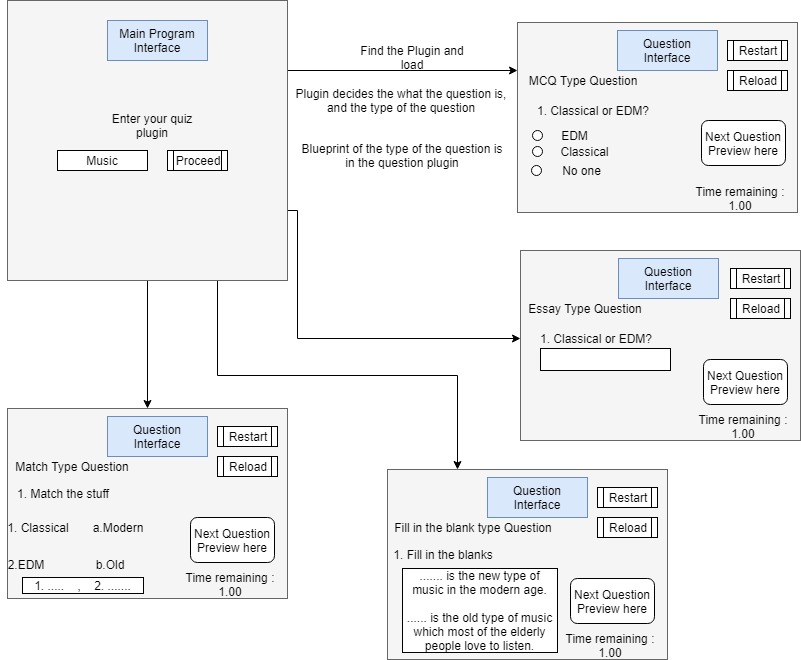 Main Program
Interface
Enter your quiz
plugin
Music
Proceed
Find the Plugin and
load
Plugin decides the what the question is,
and the type of the question
Blueprint of the type of the question is
in the question plugin
Question
Interface
Restart
Reload
MCQ Type Question
1. Classical or EDM?
EDM
Classical
No one
Next Question
Preview here
Time remaining :
1.00
Question
Interface
Restart
Reload
Essay Type Question
1. Classical or EDM?
Next Question
Preview here
Time remaining :
1.00
Question
Interface
Restart
Reload
Match Type Question
1. Match the stuff
1. Classical a.Modern
2.EDM b.Old
1. ..... , 2. .......
Next Question
Preview here
Time remaining :
1.00
Question
Interface
Restart
Reload
Fill in the blank type Question
1. Fill in the blanks
....... is the new type of
music in the modern age.
...... is the old type of music
which most of the elderly
people love to listen.
Next Question
Preview here
Time remaining :
1.00